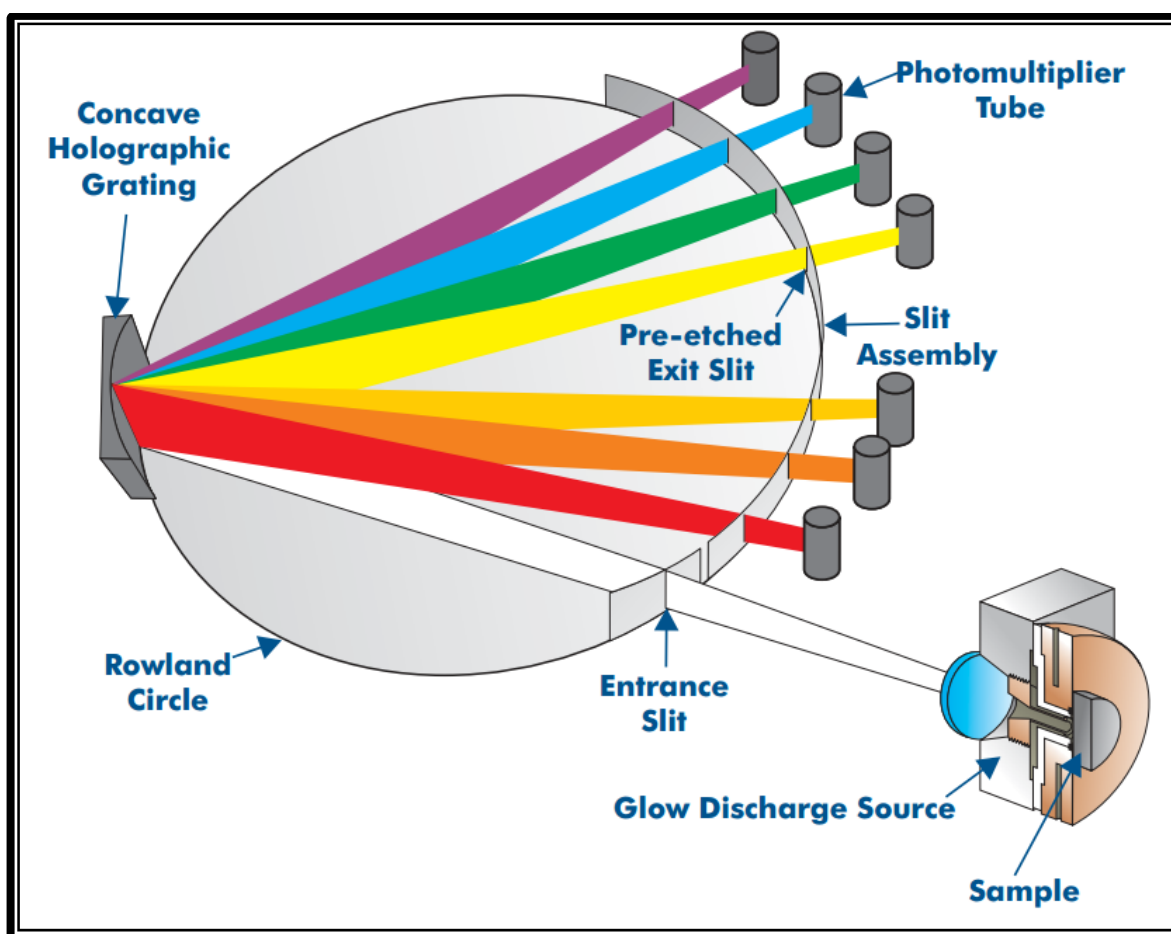 Photomultiplier
Tube
Concave
Holographic
Grating
Pre-etched
Exit Slit
Slit
Assembly
Rowland
Circle
Entrance
Slit
Glow Discharge Source
Sample